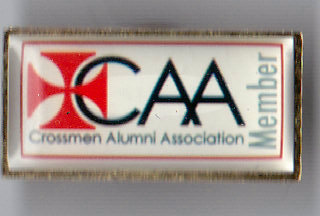 CAA
Crossmen Alumni Association
Member